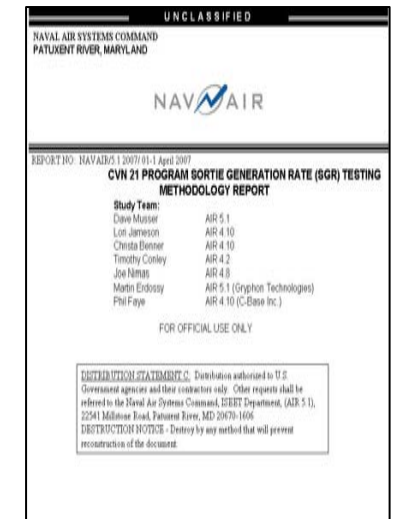 UNCLASSIFIED
NAVAL AIR SYSTEMS COMMAND
PATUXENT RIVER, MARYLAND
NAVAIR
REPORT NO: NAVAIR/5.1 2007/ 01-1 April 2007
CVN 21 PROGRAM SORTIE GENERATION RATE (SGR) TESTING
METHODOLOGY REPORT
Study Team:
Dave Musser AIR 5.1
Lori Jameson AIR 4.10
Christa Benner AIR 4.10
Timothy Conley AIR 4.2
Joe Nimas AIR 4.8
Martin Erdossy AIR 5.1 (Gryphon Technologies)
Phil Faye AIR 4.10 (C-Base Inc.)
FOR OFFICIAL USE ONLY
DISTRIBUTION STATEMENT C. Distribution authorized to U.S.
Government agencies and their contractors only. Other requests shall be
referred to the Naval Air Systems Command, ISEET Department, (AIR 5.1),
22541 Millstone Road, Patuxent River, MD 20670-1606
DESTRUCTION NOTICE - Destroy by any method that will prevent
reconstruction of the document.